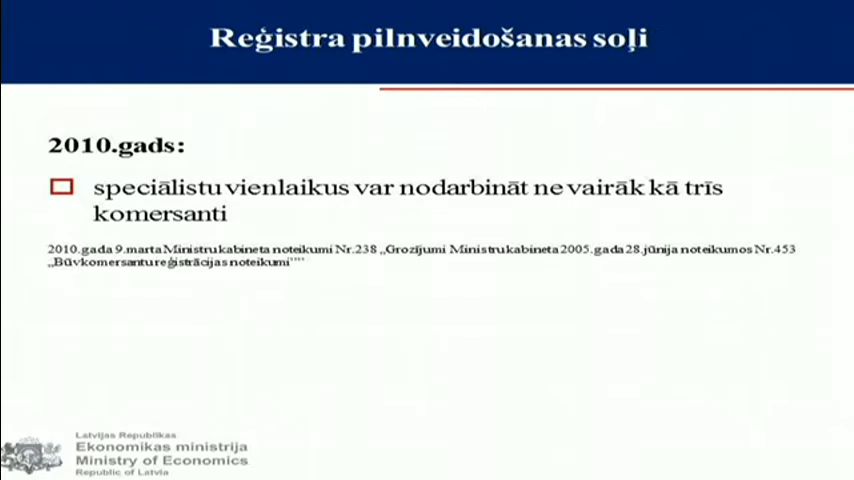 Reģistra pilnveidošanas soļi
2010.gads:
speciālistu vienlaikus var nodarbināt ne vairāk kā trīs
komersanti
2010.gada 9.marta Ministru kabineta noteikumi Nr.238 „Grozījumi Ministru kabineta 2005.gada 28.jūnija noteikumos Nr.453
„Būvkomersantu reģistrācijas noteikumi""
Latvijas Republikas
Ekonomikas ministrija
Ministry of Economics
Republic of Latvia